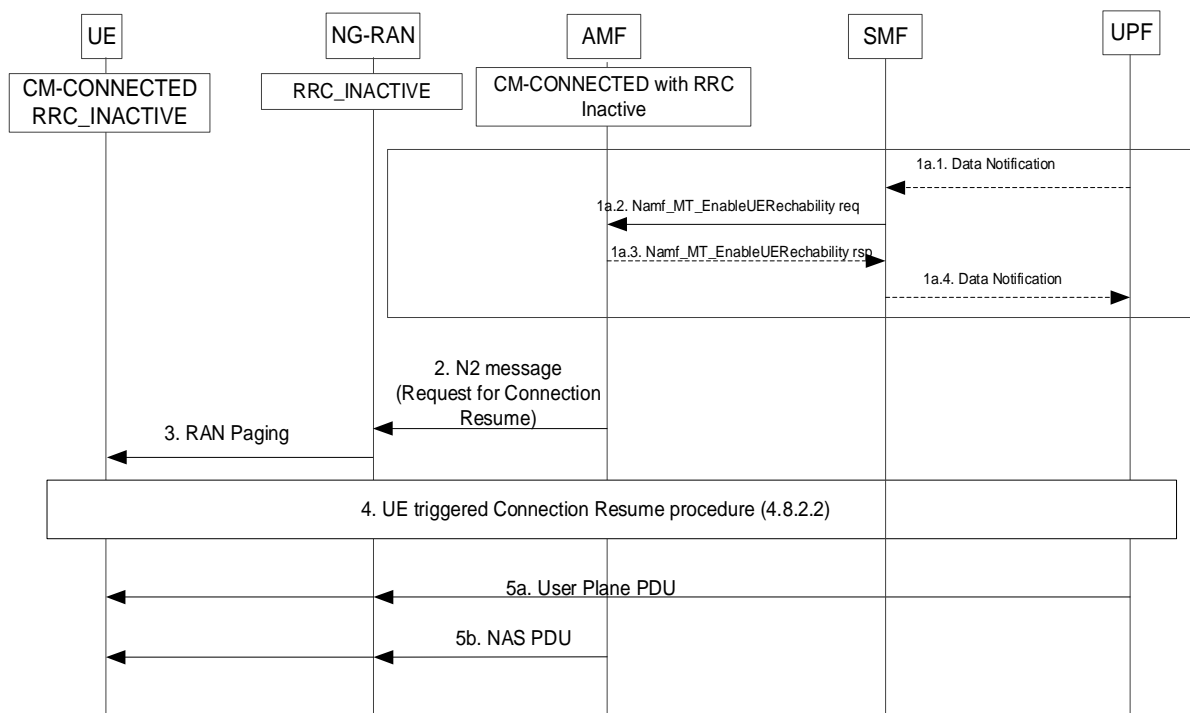 UE
NG-RAN
AMF
SMF
UPF
CM-CONNECTED
RRC_INACTIVE
RRC_INACTIVE
CM-CONNECTED with RRC
Inactive
1a.1. Data Notification
1a.2. Namf_MT_EnableUERechability req
1a.3. Namf_MT_EnableUERechability rsp
1a.4. Data Notification
2. N2 message
(Request for Connection
Resume)
3. RAN Paging
4. UE triggered Connection Resume procedure (4.8.2.2)
5a. User Plane PDU
5b. NAS PDU